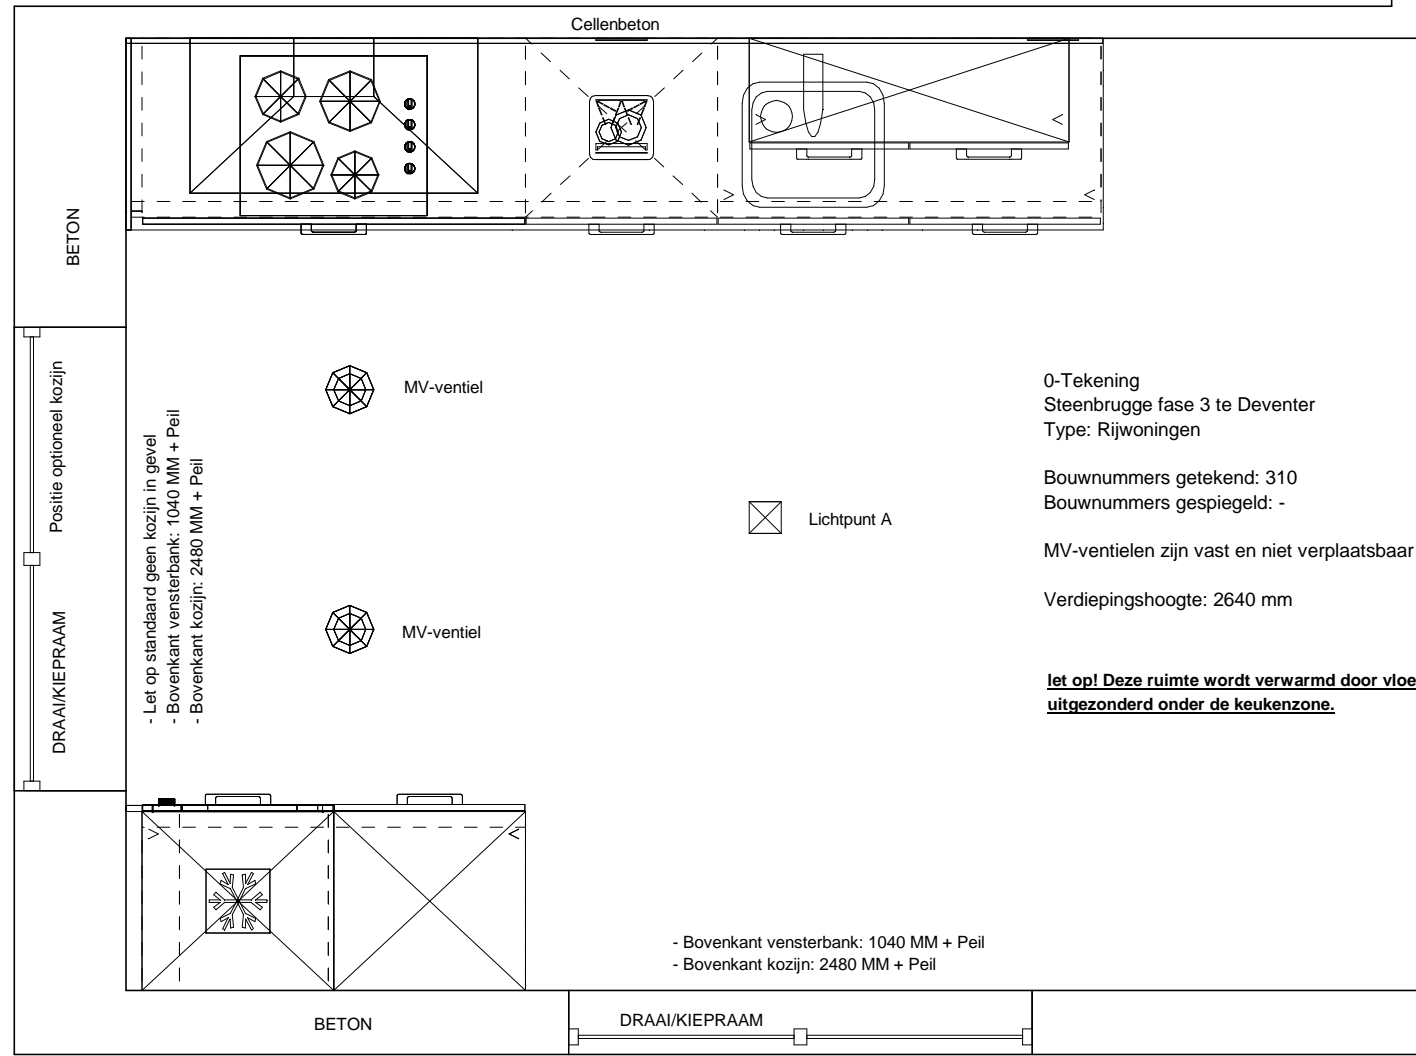 Cellenbeton
BETON
Positie optioneel kozijn
DRAAI/KIEPRAAM
- Let op standaard geen kozijn in gevel
- Bovenkant vensterbank: 1040 MM + Peil
- Bovenkant kozijn: 2480 MM + Peil
MV-ventiel
MV-ventiel
Lichtpunt A
0-Tekening
Steenbrugge fase 3 te Deventer
Type: Rijwoningen
Bouwnummers getekend: 310
Bouwnummers gespiegeld: -
MV-ventielen zijn vast en niet verplaatsbaar
Verdiepingshoogte: 2640 mm
let op! Deze ruimte wordt verwarmd door vloe
uitgezonderd onder de keukenzone.
- Bovenkant vensterbank: 1040 MM + Peil
- Bovenkant kozijn: 2480 MM + Peil
BETON
DRAAI/KIEPRAAM